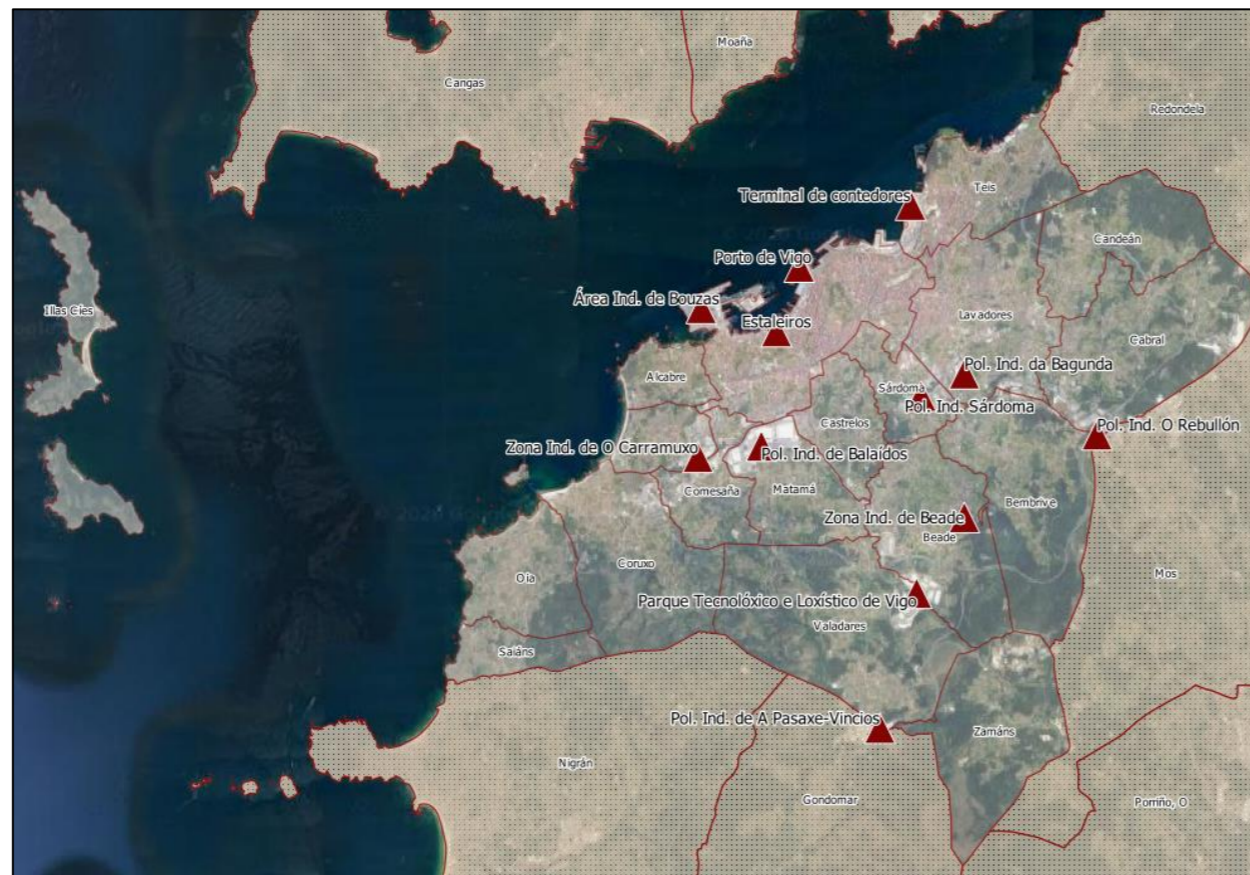 Moaña
Cangas
Redondela
Teis
Terminal de contedores
Candeán
Porto de Vigo
Área Ind. de Bouzas
Illas Cíes
Lavadores
Estaleiros
Cabral
Pol. Ind. da Bagunda
Alcabre
Sárdoma
Pol. Ind. Sárdoma
Castrelos
Pol. Ind. O Rebullón
Zona Ind. de O Carramuxo
Pol. Ind. de Balaídos
Comesaña
Matamá
Bembrive
Zona Ind. de Beade
Beade
Coruxo
Mos
Oia
Parque Tecnolóxico e Loxístico de Vigo
Valadares
Saiáns
Pol. Ind. de A Pasaxe-Vincios
Zamáns
Nigrán
Gondomar
Porriño, O